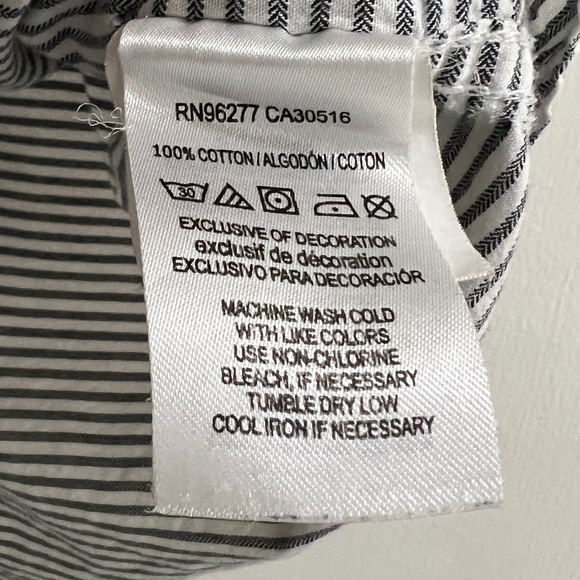 RN96277 CA30516
100% COTTON/ALGODÓN/COTON
30
EXCLUSIVE OF DECORATION
exclusif de décoration
EXCLUSIVO PARA DECORACIÓR
MACHINE WASH COLD
WITH LIKE COLORS
USE NON-CHLORINE
BLEACH, IF NECESSARY
TUMBLE DRY LOW
COOL IRON IF NECESSARY